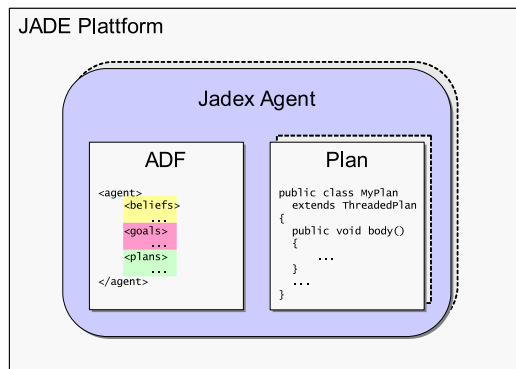 JADE Plattform
Jadex Agent
ADF
<agent>
<beliefs>
...
<goals>
...
<plans>
...
</agent>
Plan
public class MyPlan
extends ThreadedPlan
{
public void body()
{
...
}
...
}